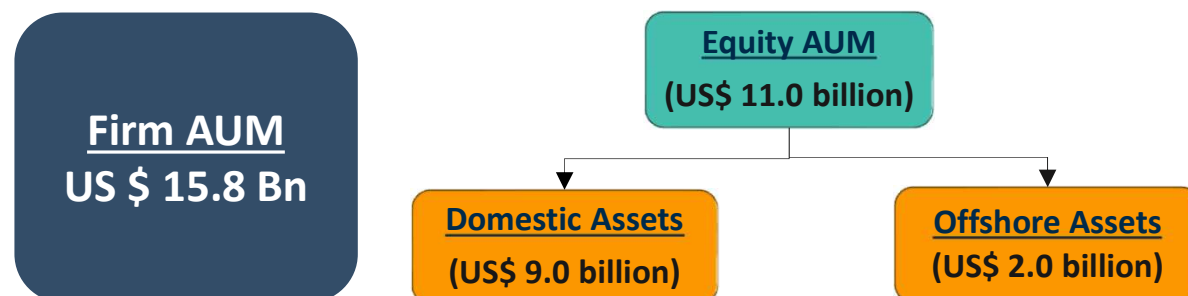 Firm AUM
US $ 15.8 Bn
Equity AUM
(US$ 11.0 billion)
Domestic Assets
(US$ 9.0 billion)
Offshore Assets
(US$ 2.0 billion)